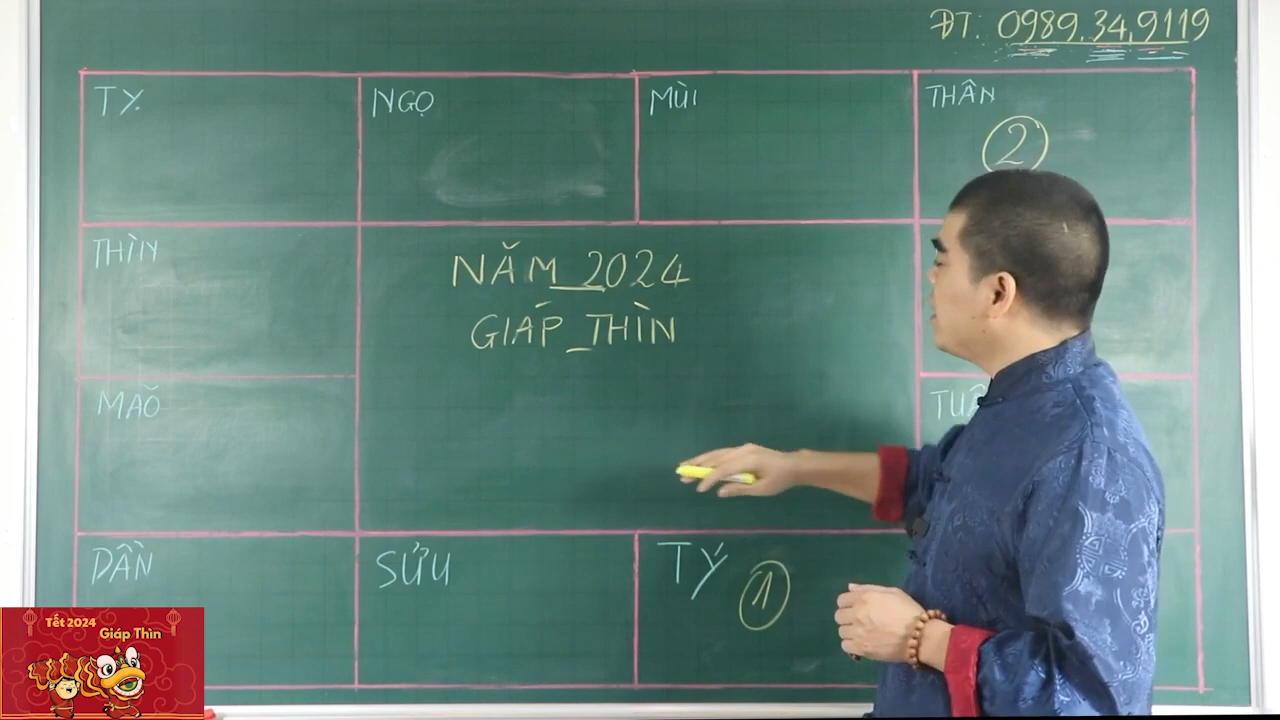 ĐT: 0989.34.9119
TỴ
NGỌ
MÙI
THÂN
2
THÌN
NĂM 2024
GIÁP THÌN
MAÕ
DẦN
SỬU
TÝ
1
Tết 2024
Giáp Thìn